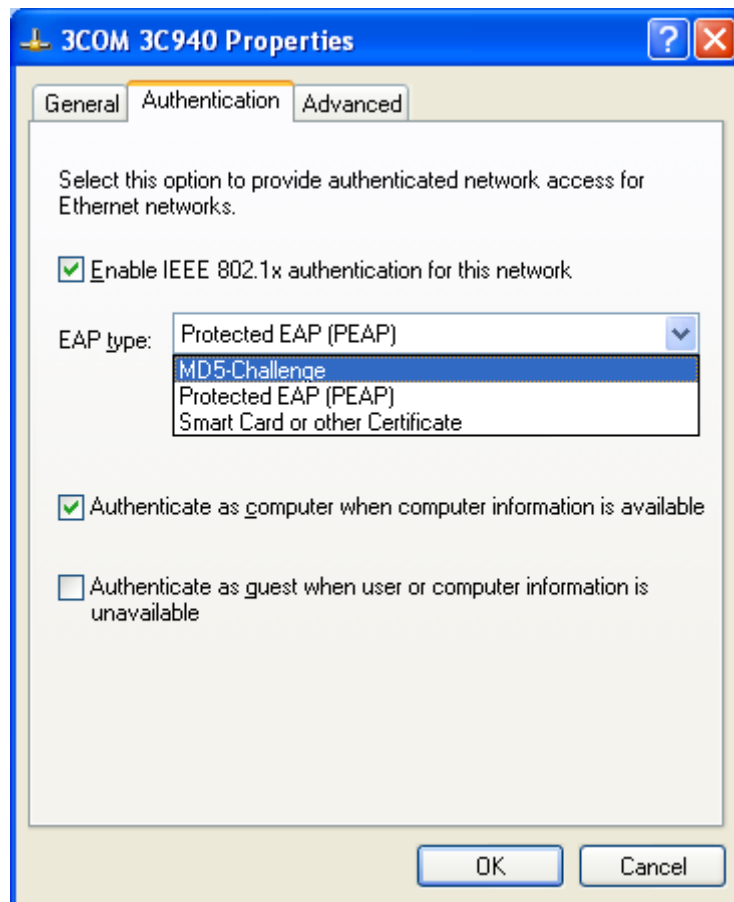 3COM 3C940 Properties
General Authentication Advanced
Select this option to provide authenticated network access for
Ethernet networks.
Enable IEEE 802.1x authentication for this network
EAP type: Protected EAP (PEAP)
MD5-Challenge
Protected EAP (PEAP)
Smart Card or other Certificate
Authenticate as computer when computer information is available
Authenticate as guest when user or computer information is
unavailable
OK Cancel